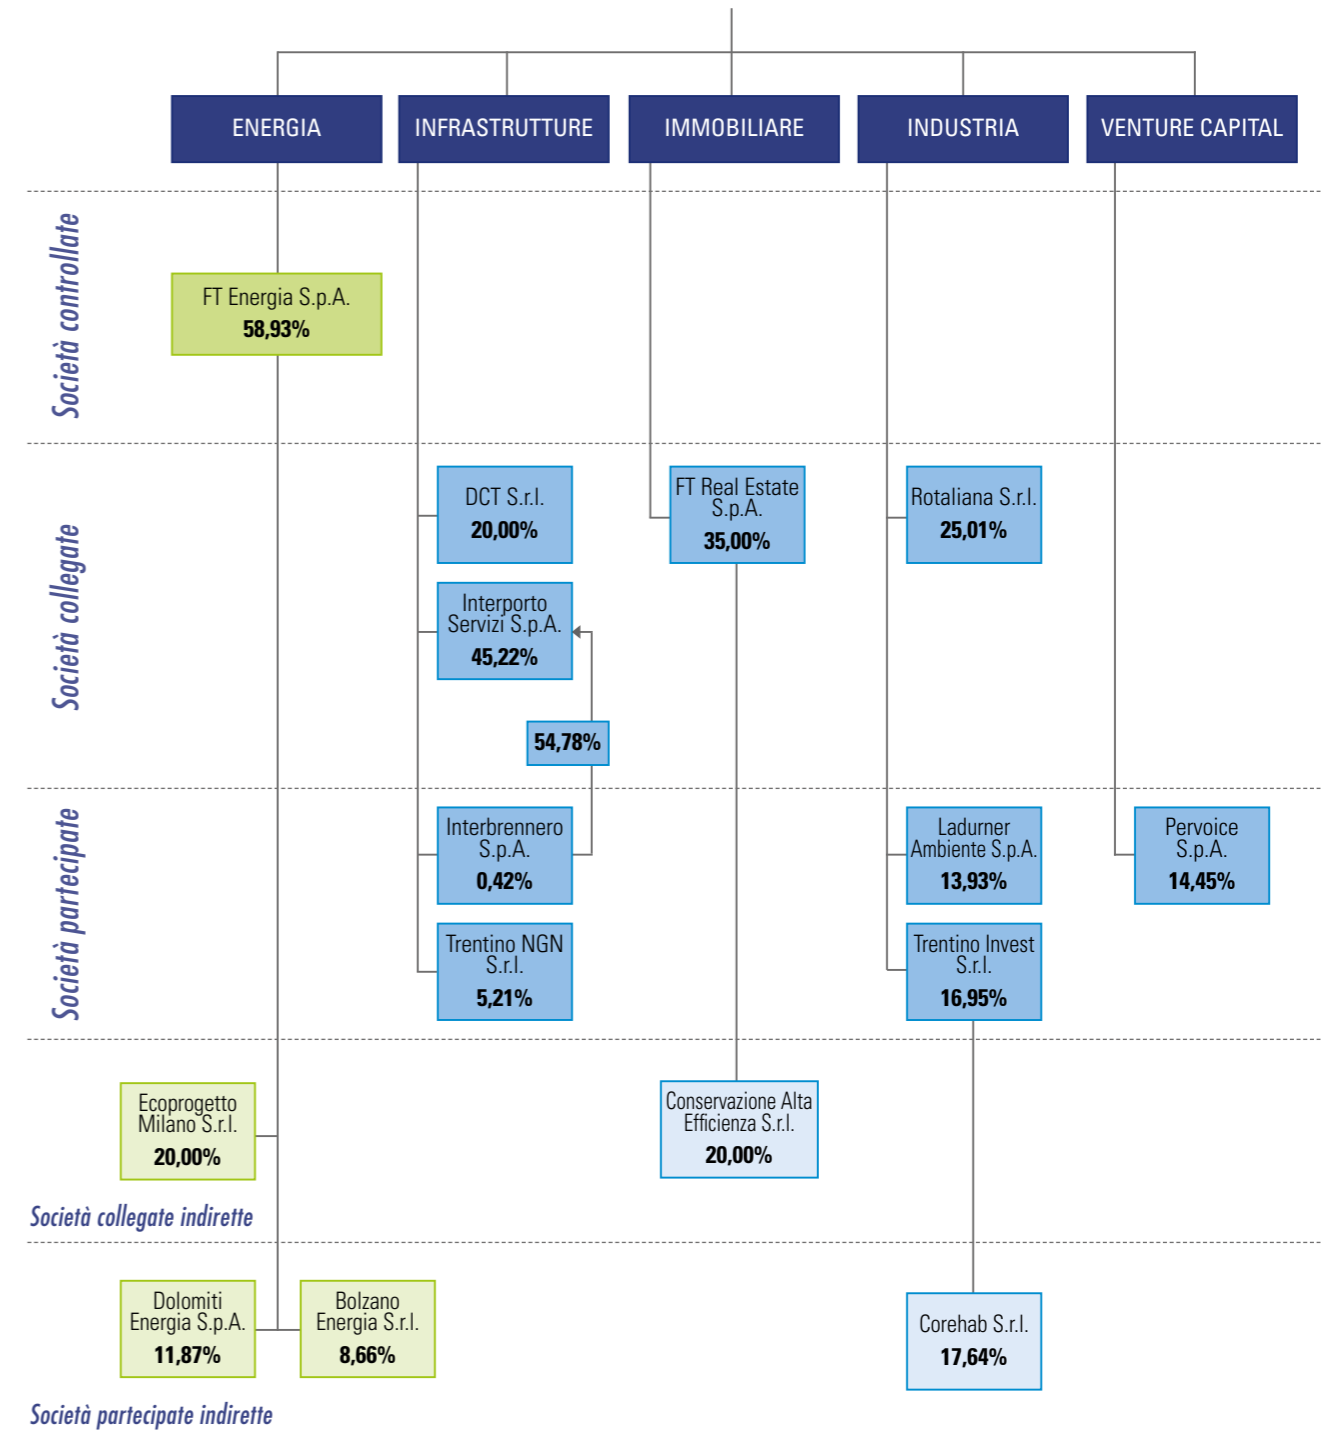 ENERGIA
INFRASTRUTTURE
IMMOBILIARE
INDUSTRIA
VENTURE CAPITAL
Società controllate
FT Energia S.p.A.
58,93%
Società collegate
DCT S.r.l.
20,00%
FT Real Estate
S.p.A.
35,00%
Rotaliana S.r.l.
25,01%
Interporto
Servizi S.p.A.
45,22%
54,78%
Società partecipate
Interbrennero
S.p.A.
0,42%
Ladurner
Ambiente S.p.A.
13,93%
Pervoice
S.p.A.
14,45%
Trentino NGN
S.r.l.
5,21%
Trentino Invest
S.r.l.
16,95%
Ecoprogetto
Milano S.r.l.
20,00%
Conservazione Alta
Efficienza S.r.l.
20,00%
Società collegate indirette
Dolomiti
Energia S.p.A.
11,87%
Bolzano
Energia S.r.l.
8,66%
Corehab S.r.l.
17,64%
Società partecipate indirette